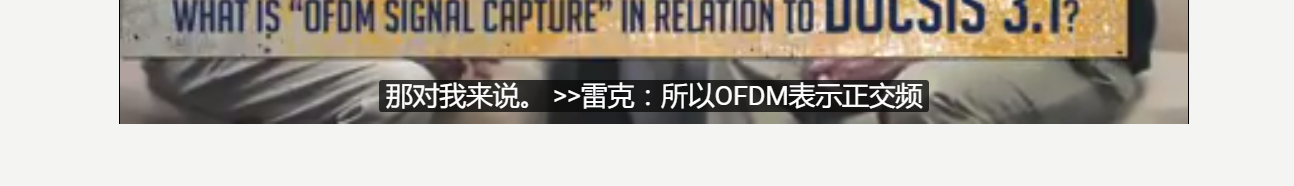 WHAT IS “OFDM SIGNAL CAPTURE” IN RELATION TO DOCSIS 3.1?
那对我来说。 >>雷克：所以OFDM表示正交频